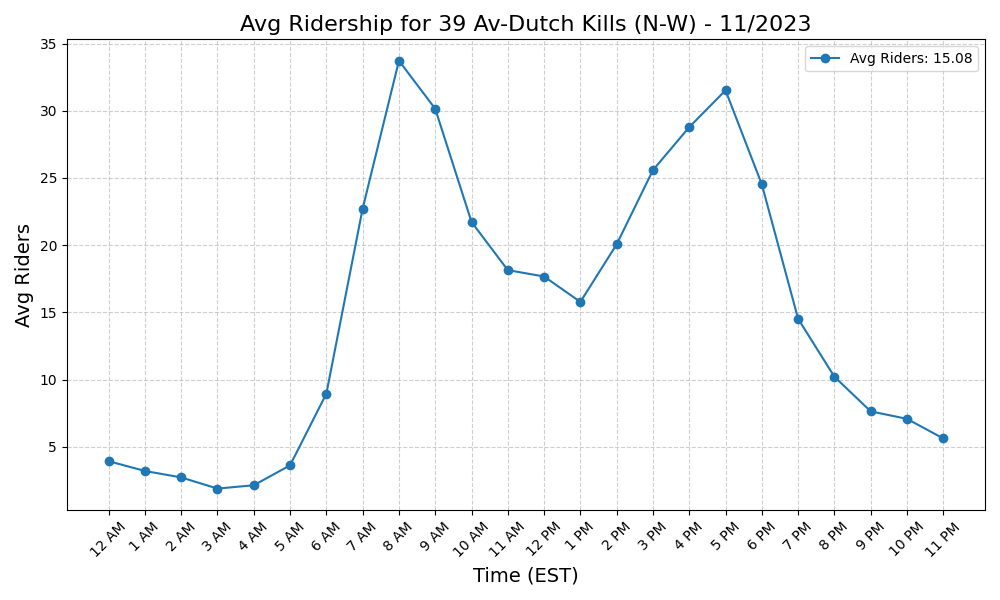 Avg Ridership for 39 Av-Dutch Kills (N-W) - 11/2023
Avg Riders: 15.08
Avg Riders
35
30
25
20
15
10
5
12 AM
1 AM
2 AM
3 AM
4 AM
5 AM
6 AM
7 AM
8 AM
9 AM
10 AM
11 AM
12 PM
1 PM
2 PM
3 PM
4 PM
5 PM
6 PM
7 PM
8 PM
9 PM
10 PM
11 PM
Time (EST)